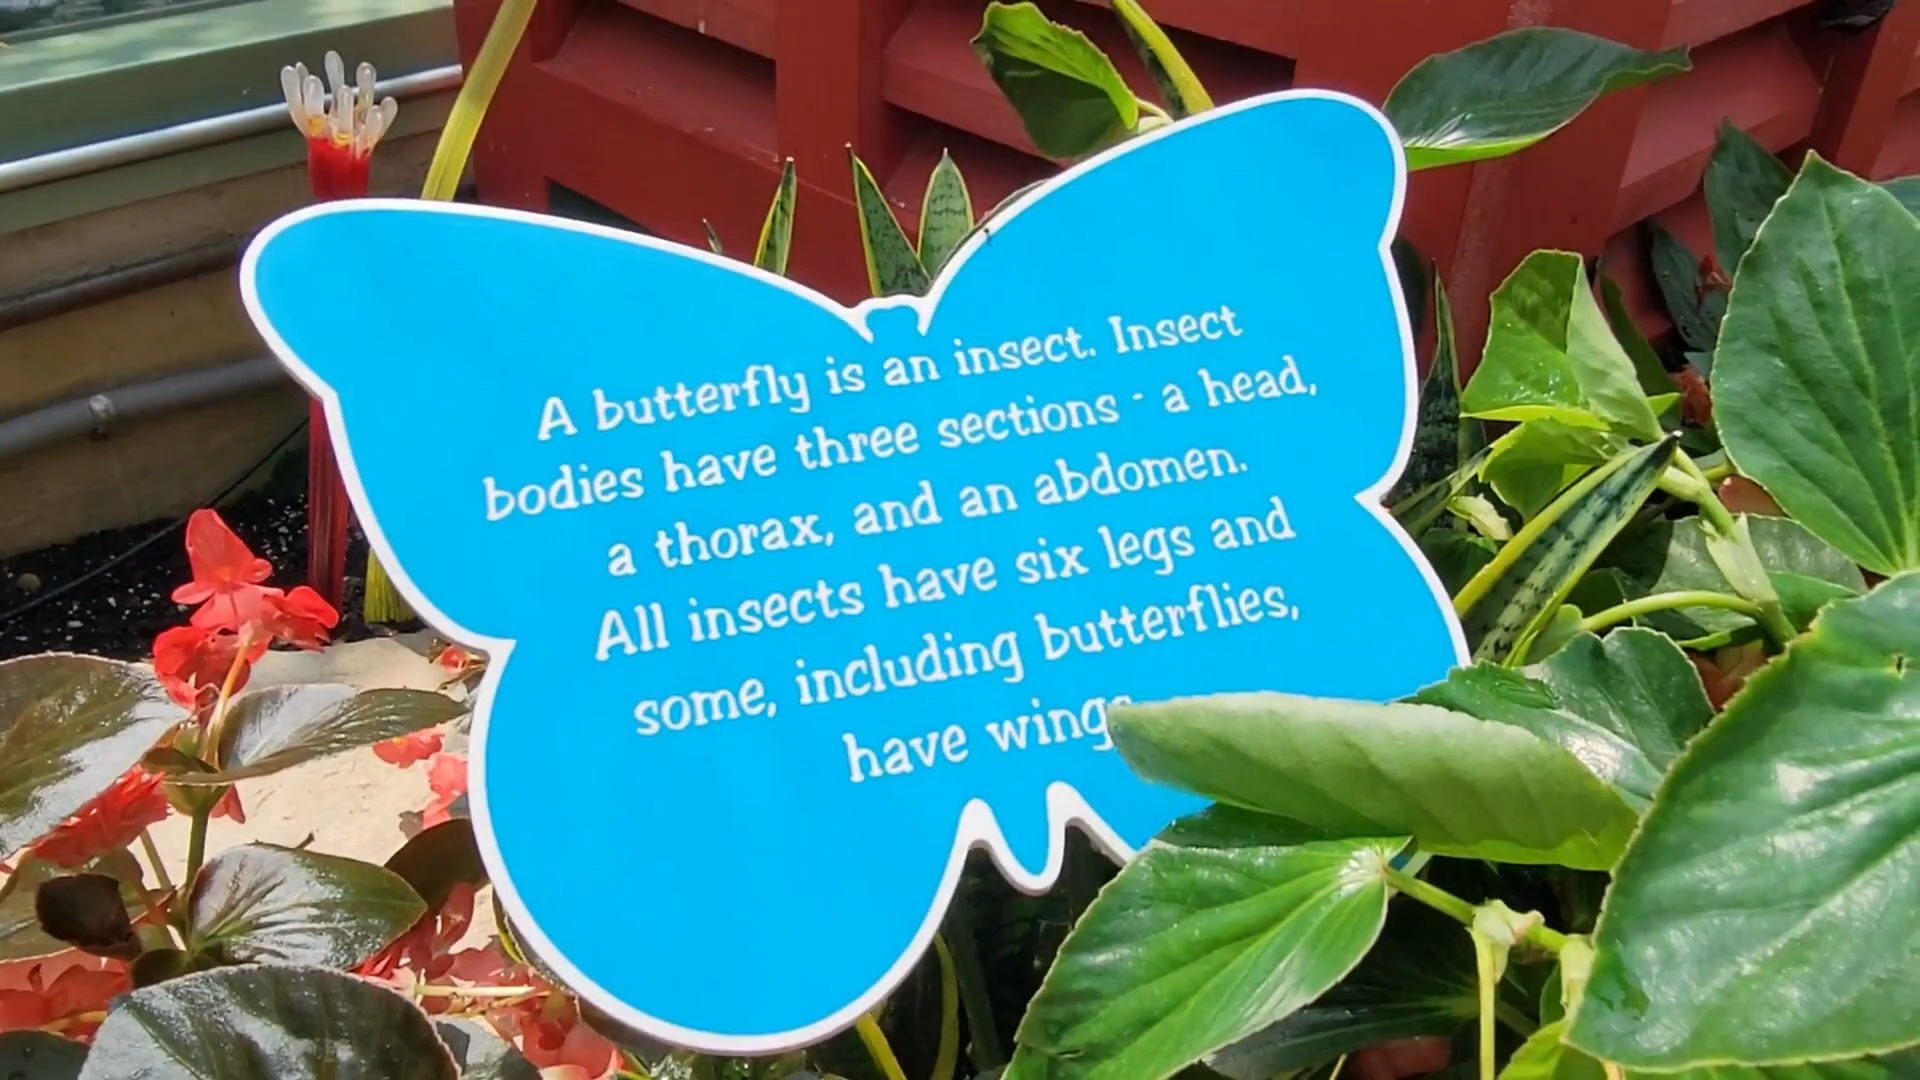 A butterfly is an insect. Insect
bodies have three sections - a head,
a thorax, and an abdomen.
All insects have six legs and
some, including butterflies,
have wings